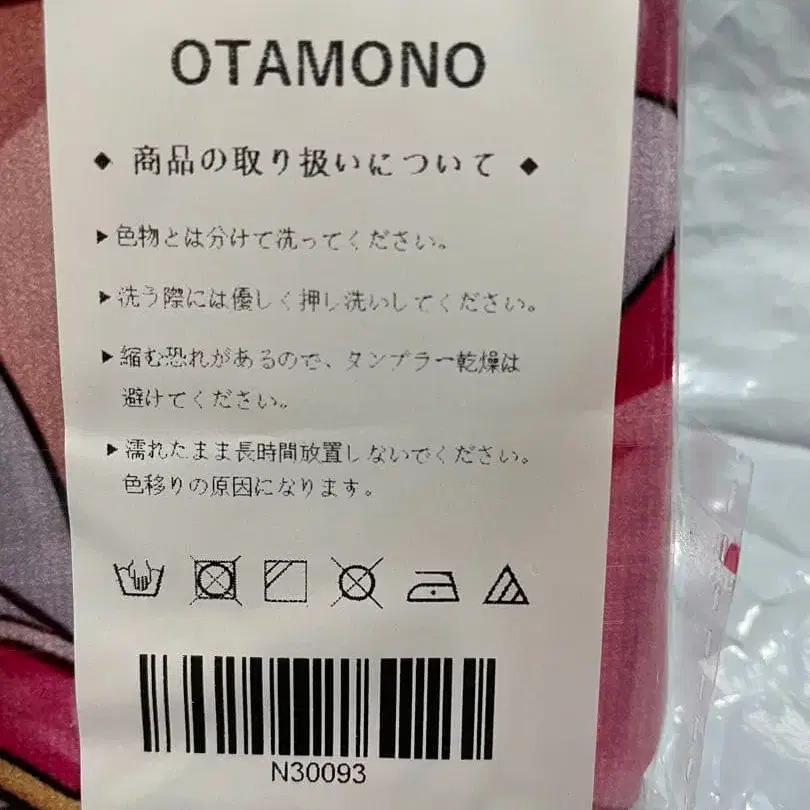 OTAMONO
◆ 商品の取り扱いについて ◆
▶色物とは分けて洗ってください。
▶洗う際には優しく押し洗いしてください。
▶縮む恐れがあるので、タンブラー乾燥は
避けてください。
▶濡れたまま長時間放置しないでください。
色移りの原因になります。
N30093